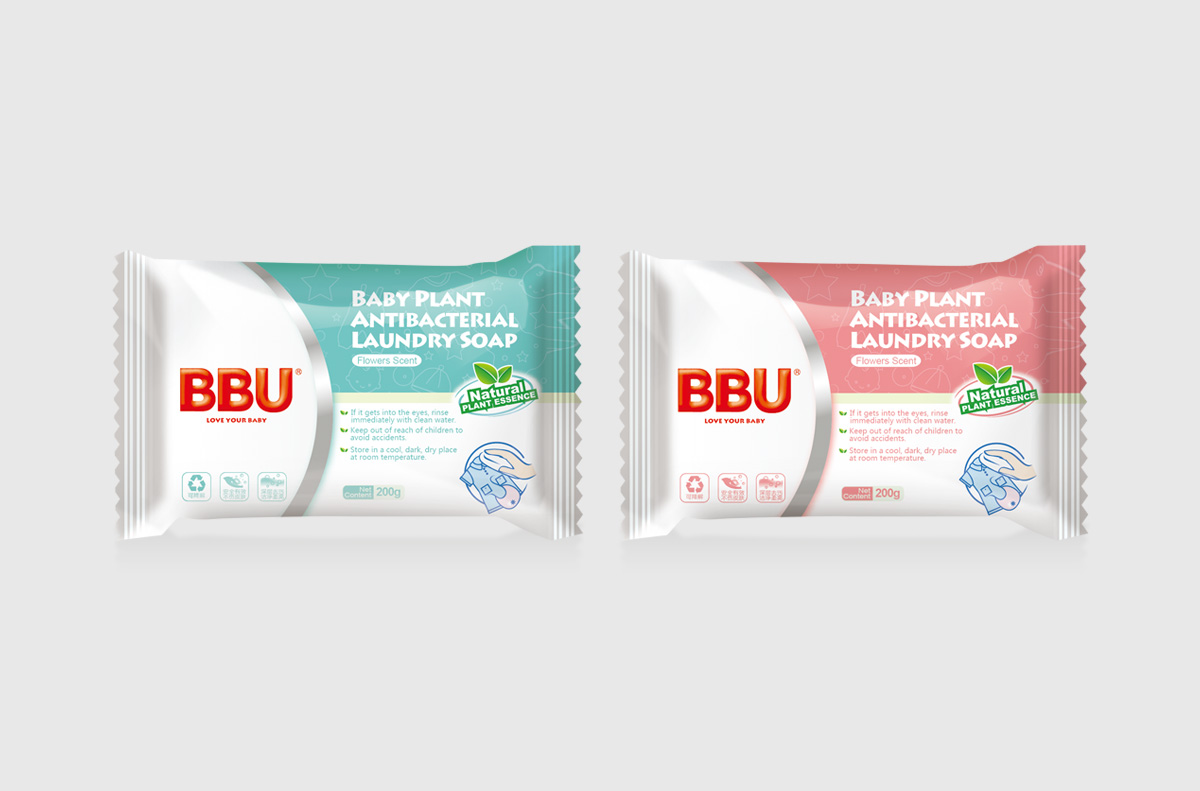 BBU®
LOVE YOUR BABY
BABY PLANT
ANTIBACTERIAL
LAUNDRY SOAP
Flowers Scent
Natural
PLANT ESSENCE
If it gets into the eyes, rinse
immediately with clean water.
Keep out of reach of children to
avoid accidents.
Store in a cool, dark, dry place
at room temperature.
Net
Content
200g
BBU®
LOVE YOUR BABY
BABY PLANT
ANTIBACTERIAL
LAUNDRY SOAP
Flowers Scent
Natural
PLANT ESSENCE
If it gets into the eyes, rinse
immediately with clean water.
Keep out of reach of children to
avoid accidents.
Store in a cool, dark, dry place
at room temperature.
Net
Content
200g